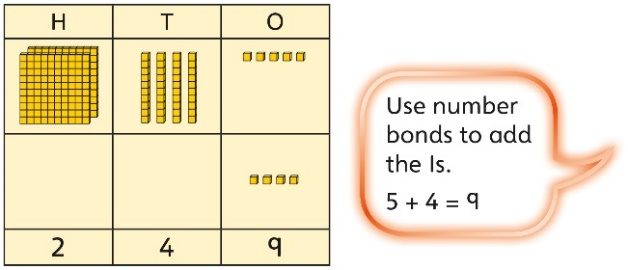 H T O
2 4 9
Use number
bonds to add
the 1s.
5 + 4 = 9